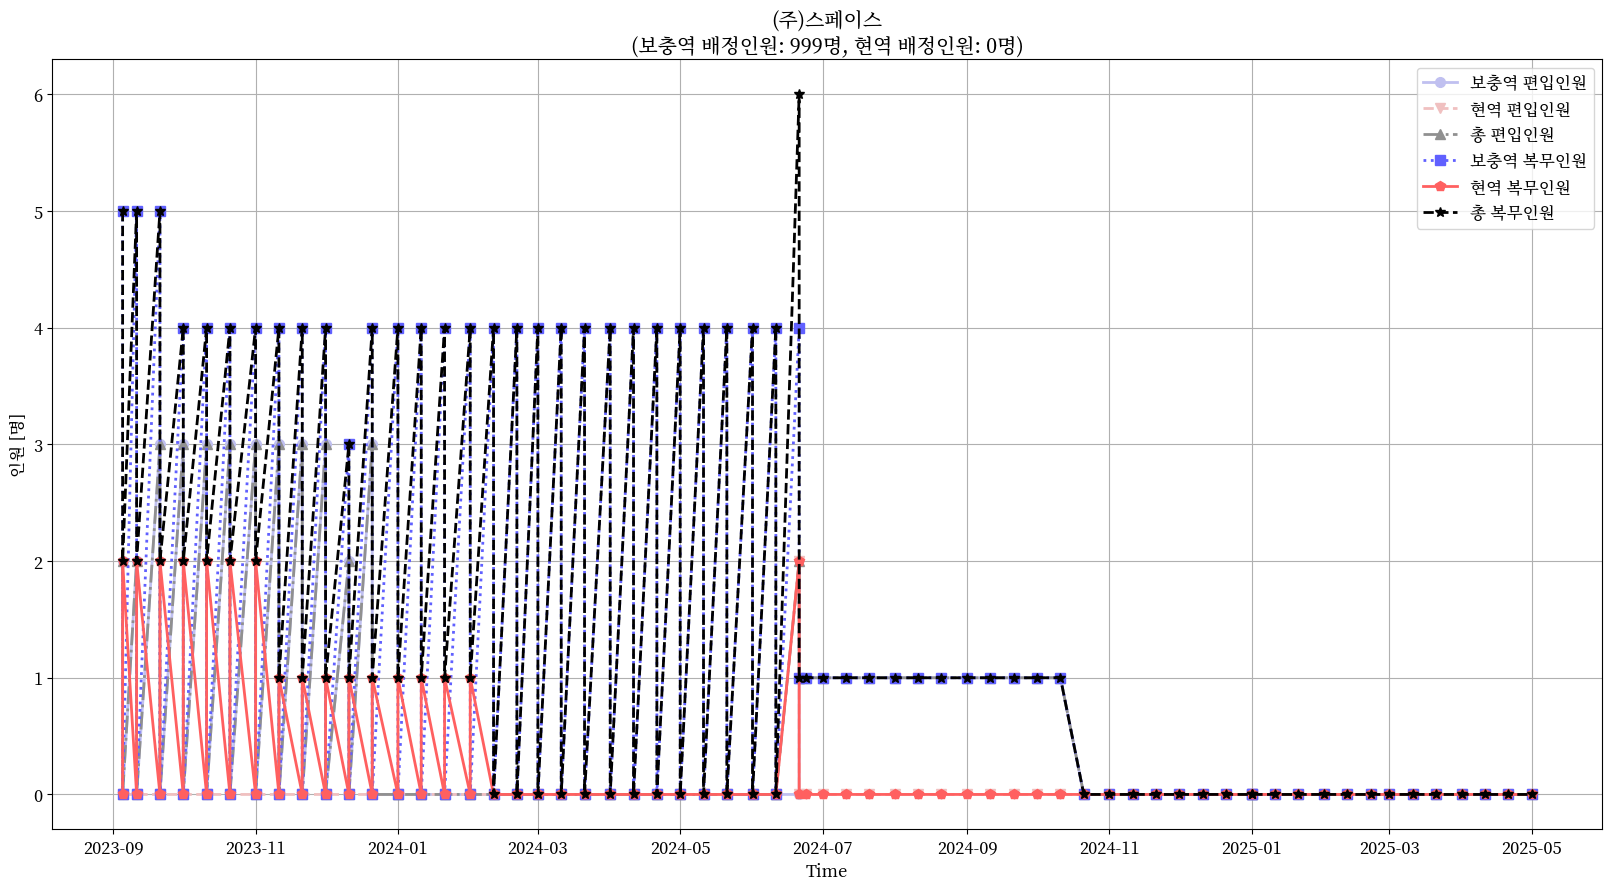 (주)스페이스
(보충역 배정인원: 999명, 현역 배정인원: 0명)
보충역 편입인원
현역 편입인원
총 편입인원
보충역 복무인원
현역 복무인원
총 복무인원
인원 [명]
6
5
4
3
2
1
0
2023-09 2023-11 2024-01 2024-03 2024-05 2024-07 2024-09 2024-11 2025-01 2025-03 2025-05
Time